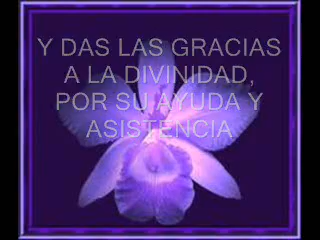 Y DAS LAS GRACIAS
A LA DIVINIDAD,
POR SU AYUDA Y
ASISTENCIA